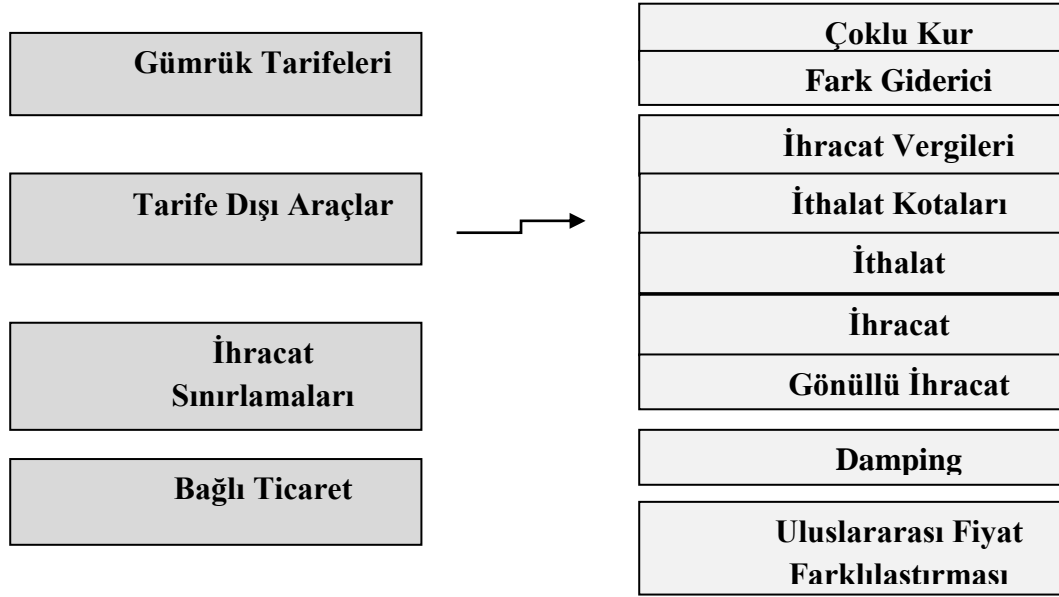 Gümrük Tarifeleri
Tarife Dışı Araçlar
İhracat
Sınırlamaları
Bağlı Ticaret
Çoklu Kur
Fark Giderici
İhracat Vergileri
İthalat Kotaları
İthalat
İhracat
Gönüllü İhracat
Damping
Uluslararası Fiyat
Farklılaştırması